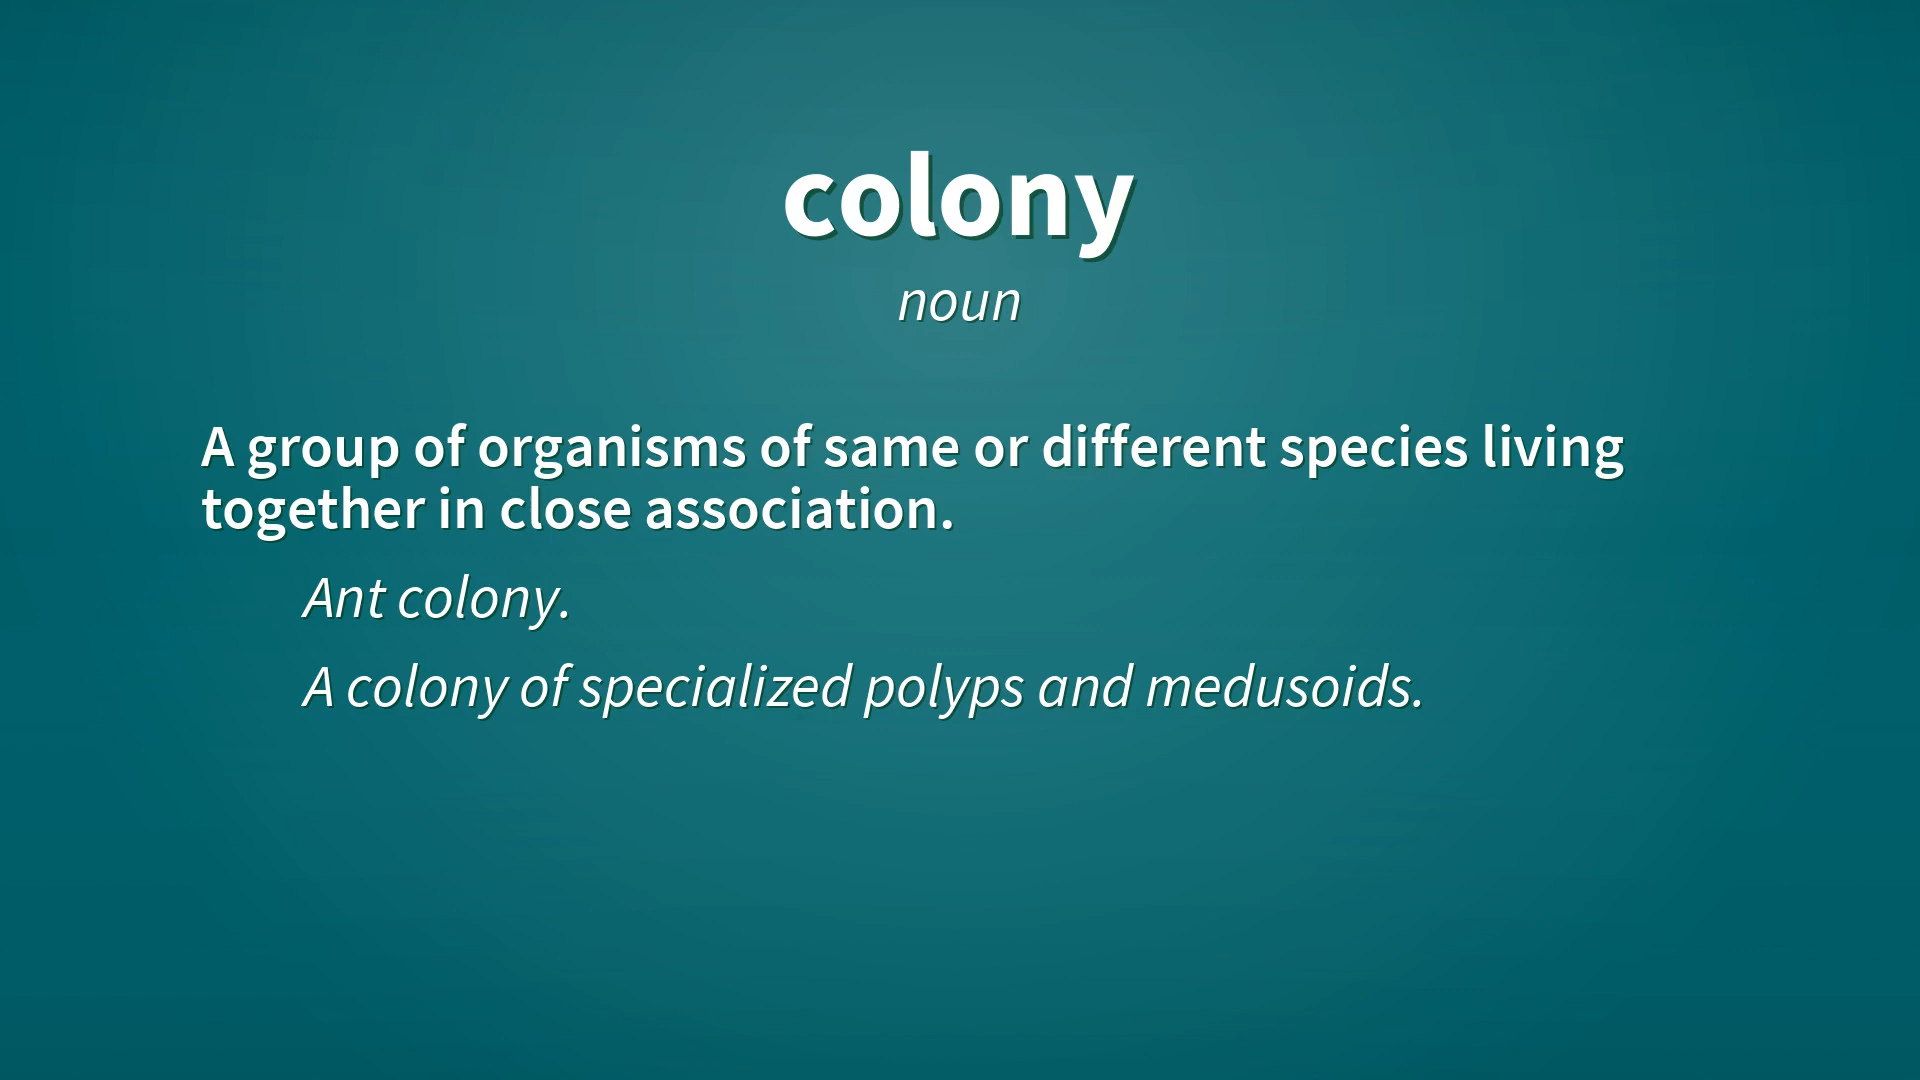 colony
noun
A group of organisms of same or different species living
together in close association.
Ant colony.
A colony of specialized polyps and medusoids.